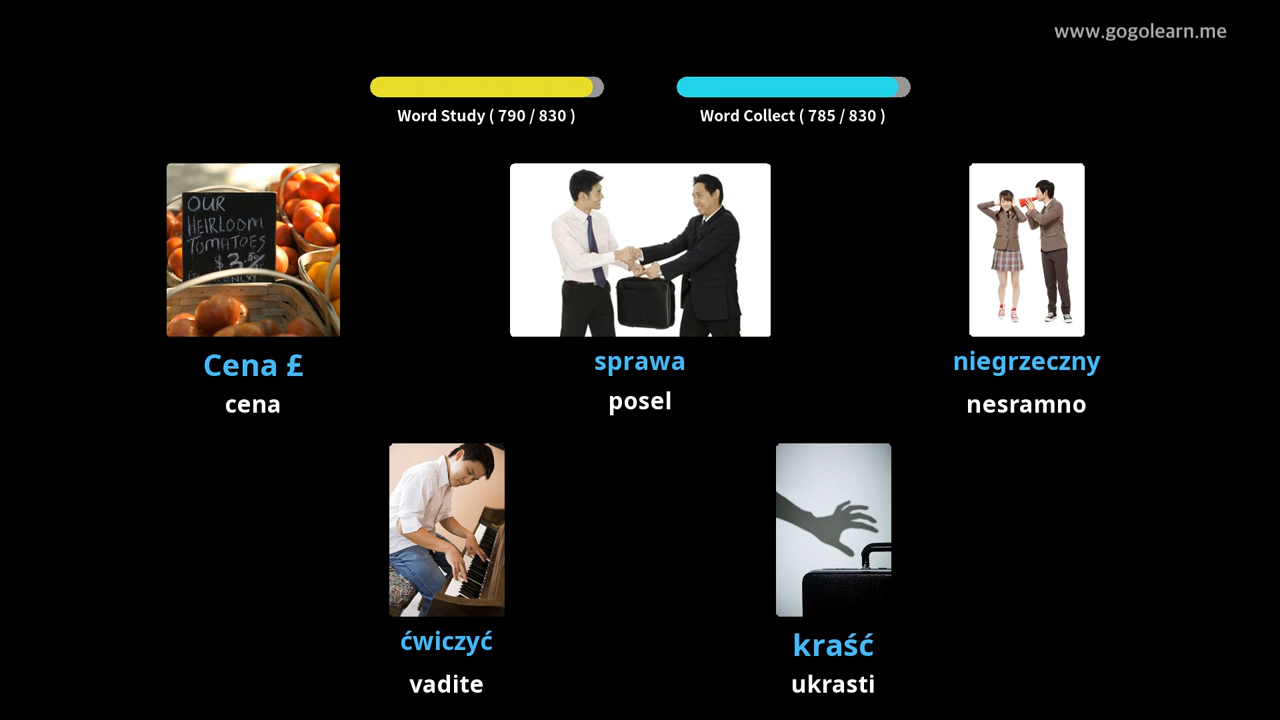 www.gogolearn.me
Word Study ( 790 / 830 )
Word Collect ( 785 / 830 )
OUR
HEIRLOOM
TOMATOES
Cena £
cena
sprawa
posel
niegrzeczny
nesramno
ćwiczyć
vadite
kraść
ukrasti